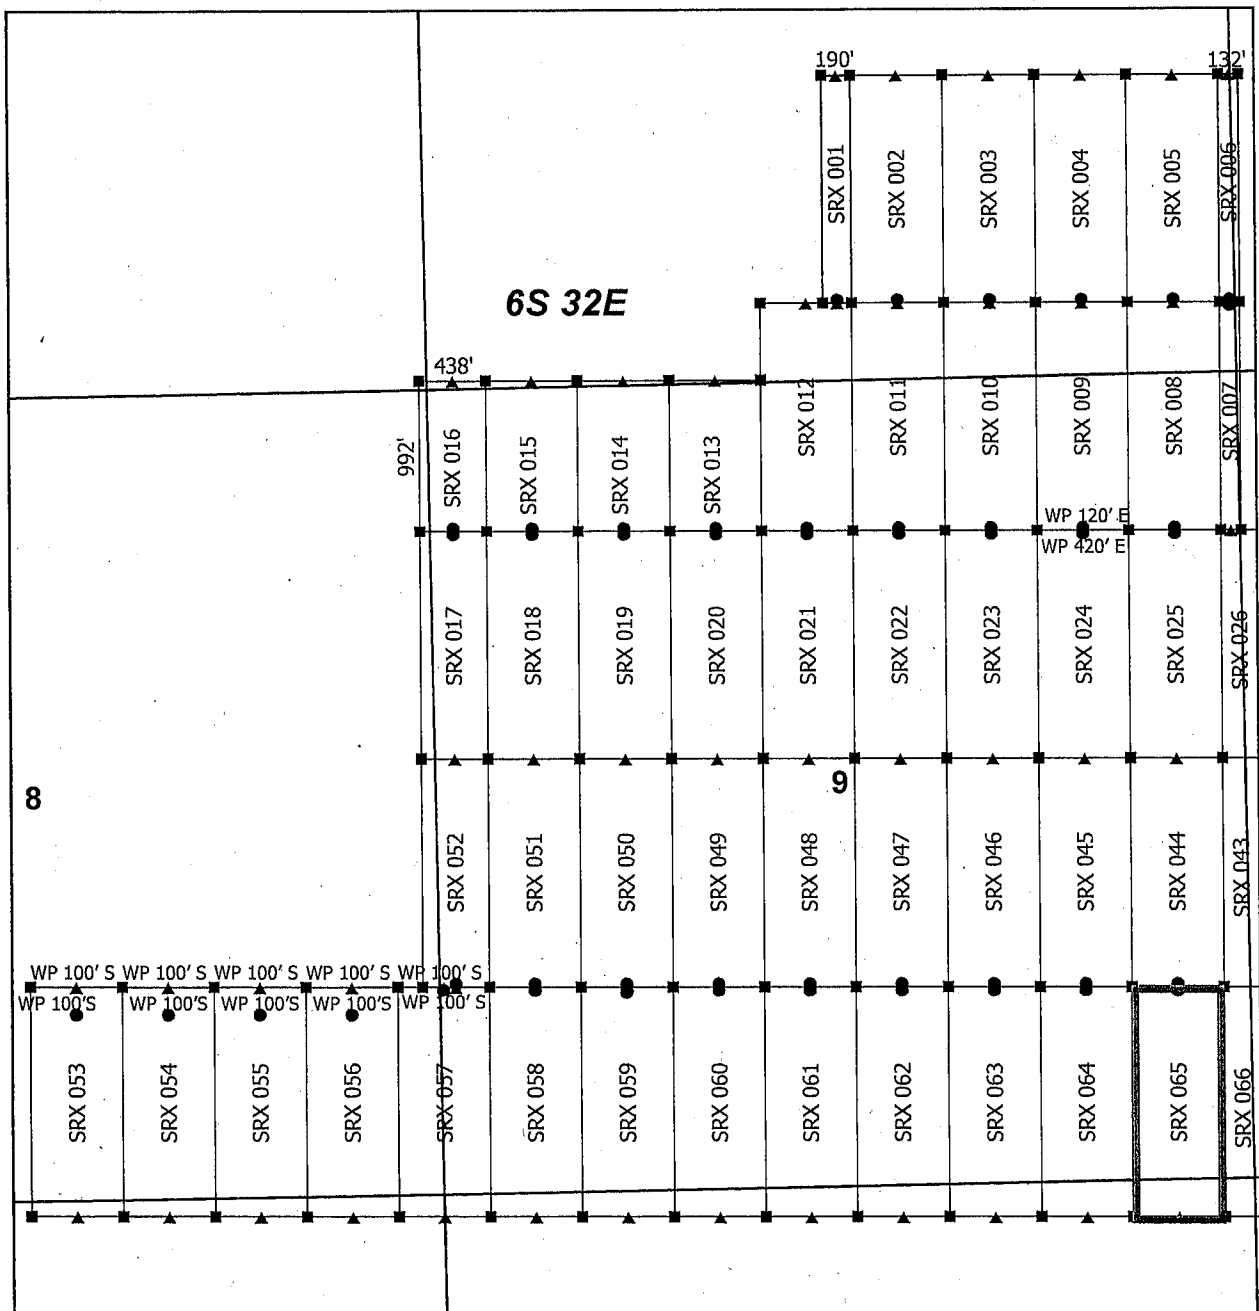 190'
132'
SRX 001
SRX 002
SRX 003
SRX 004
SRX 005
SRX 006
6S 32E
438'
992'
SRX 016
SRX 015
SRX 014
SRX 013
SRX 012
SRX 011
SRX 010
SRX 009
SRX 008
SRX 007
WP 120' E
WP 420' E
SRX 017
SRX 018
SRX 019
SRX 020
SRX 021
SRX 022
SRX 023
SRX 024
SRX 025
SRX 026
8
9
SRX 052
SRX 051
SRX 050
SRX 049
SRX 048
SRX 047
SRX 046
SRX 045
SRX 044
SRX 043
WP 100' S
WP 100' S
WP 100' S
WP 100' S
WP 100' S
WP 100'S
WP 100'S
WP 100'S
WP 100'S
WP 100' S
SRX 053
SRX 054
SRX 055
SRX 056
SRX 057
SRX 058
SRX 059
SRX 060
SRX 061
SRX 062
SRX 063
SRX 064
SRX 065
SRX 066